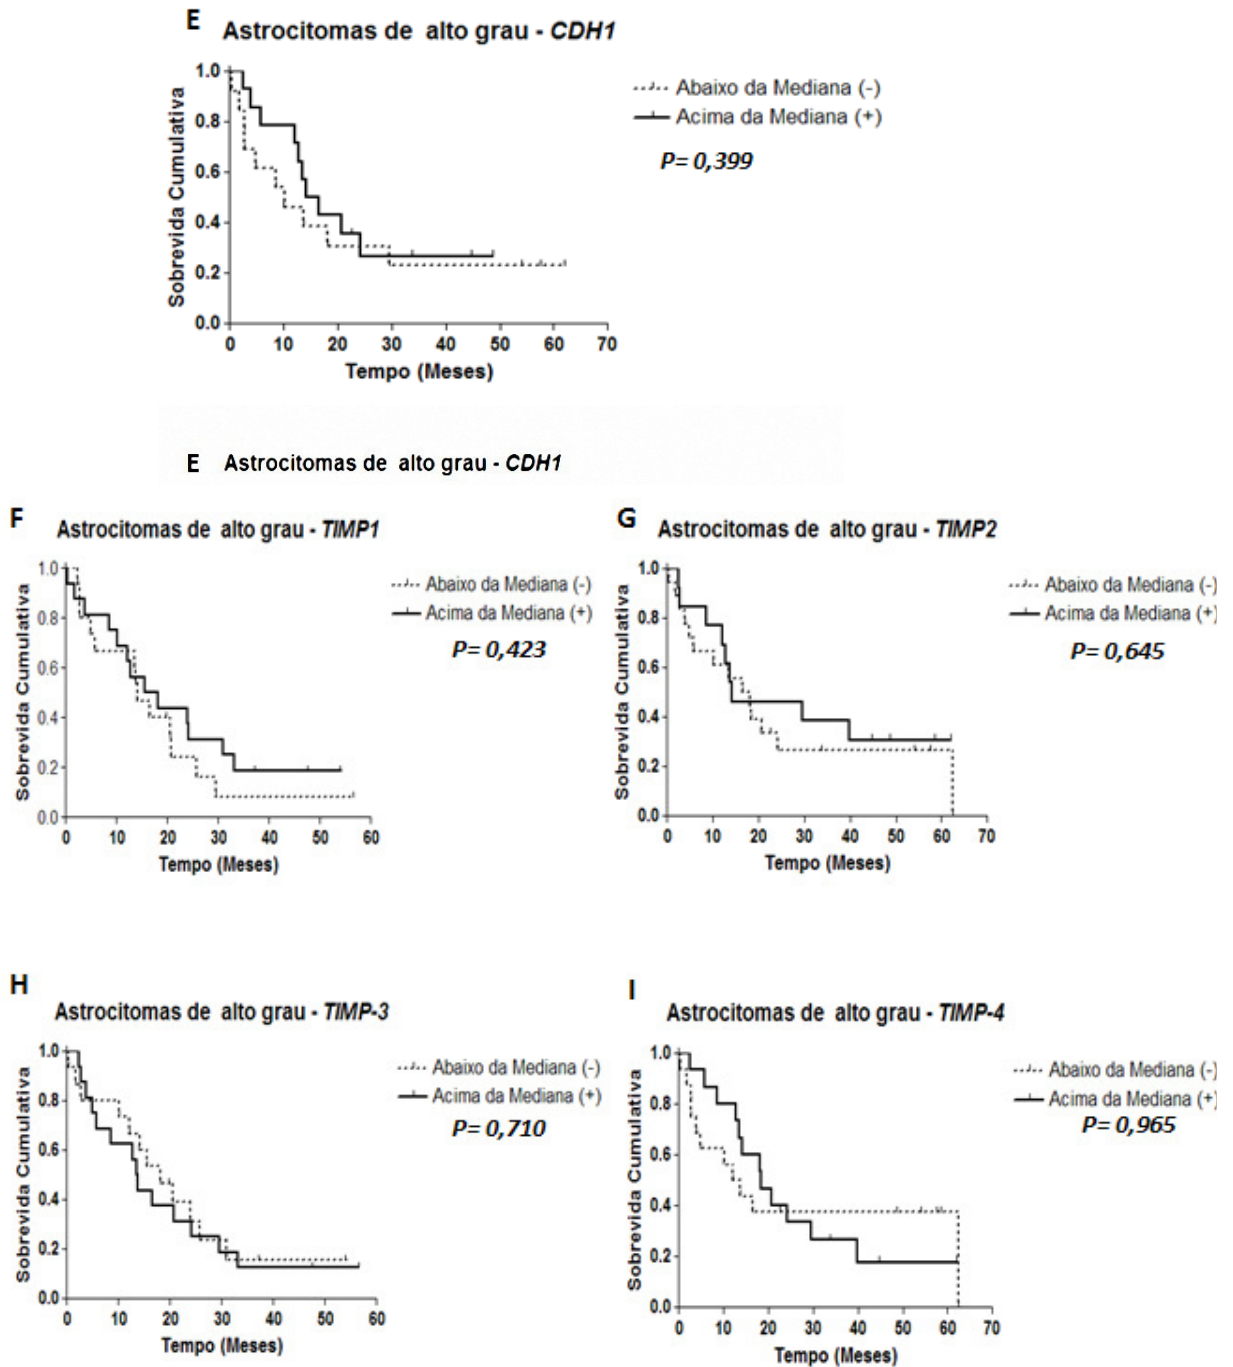 E
Astrocitomas de alto grau - CDH1
Sobrevida Cumulativa
1.0
0.8
0.6
0.4
0.2
0.0
0 10 20 30 40 50 60 70
Tempo (Meses)
Abaixo da Mediana (-)
Acima da Mediana (+)
P= 0,399
E Astrocitomas de alto grau - CDH1
F
Astrocitomas de alto grau - TIMP1
Sobrevida Cumulativa
1.0
0.8
0.6
0.4
0.2
0.0
0 10 20 30 40 50 60
Tempo (Meses)
Abaixo da Mediana (-)
Acima da Mediana (+)
P= 0,423
G
Astrocitomas de alto grau - TIMP2
Sobrevida Cumulativa
1.0
0.8
0.6
0.4
0.2
0.0
0 10 20 30 40 50 60 70
Tempo (Meses)
Abaixo da Mediana (-)
Acima da Mediana (+)
P= 0,645
H
Astrocitomas de alto grau - TIMP-3
Sobrevida Cumulativa
1.0
0.8
0.6
0.4
0.2
0.0
0 10 20 30 40 50 60
Tempo (Meses)
Abaixo da Mediana (-)
Acima da Mediana (+)
P= 0,710
I
Astrocitomas de alto grau - TIMP-4
Sobrevida Cumulativa
1.0
0.8
0.6
0.4
0.2
0.0
0 10 20 30 40 50 60 70
Tempo (Meses)
Abaixo da Mediana (-)
Acima da Mediana (+)
P= 0,965